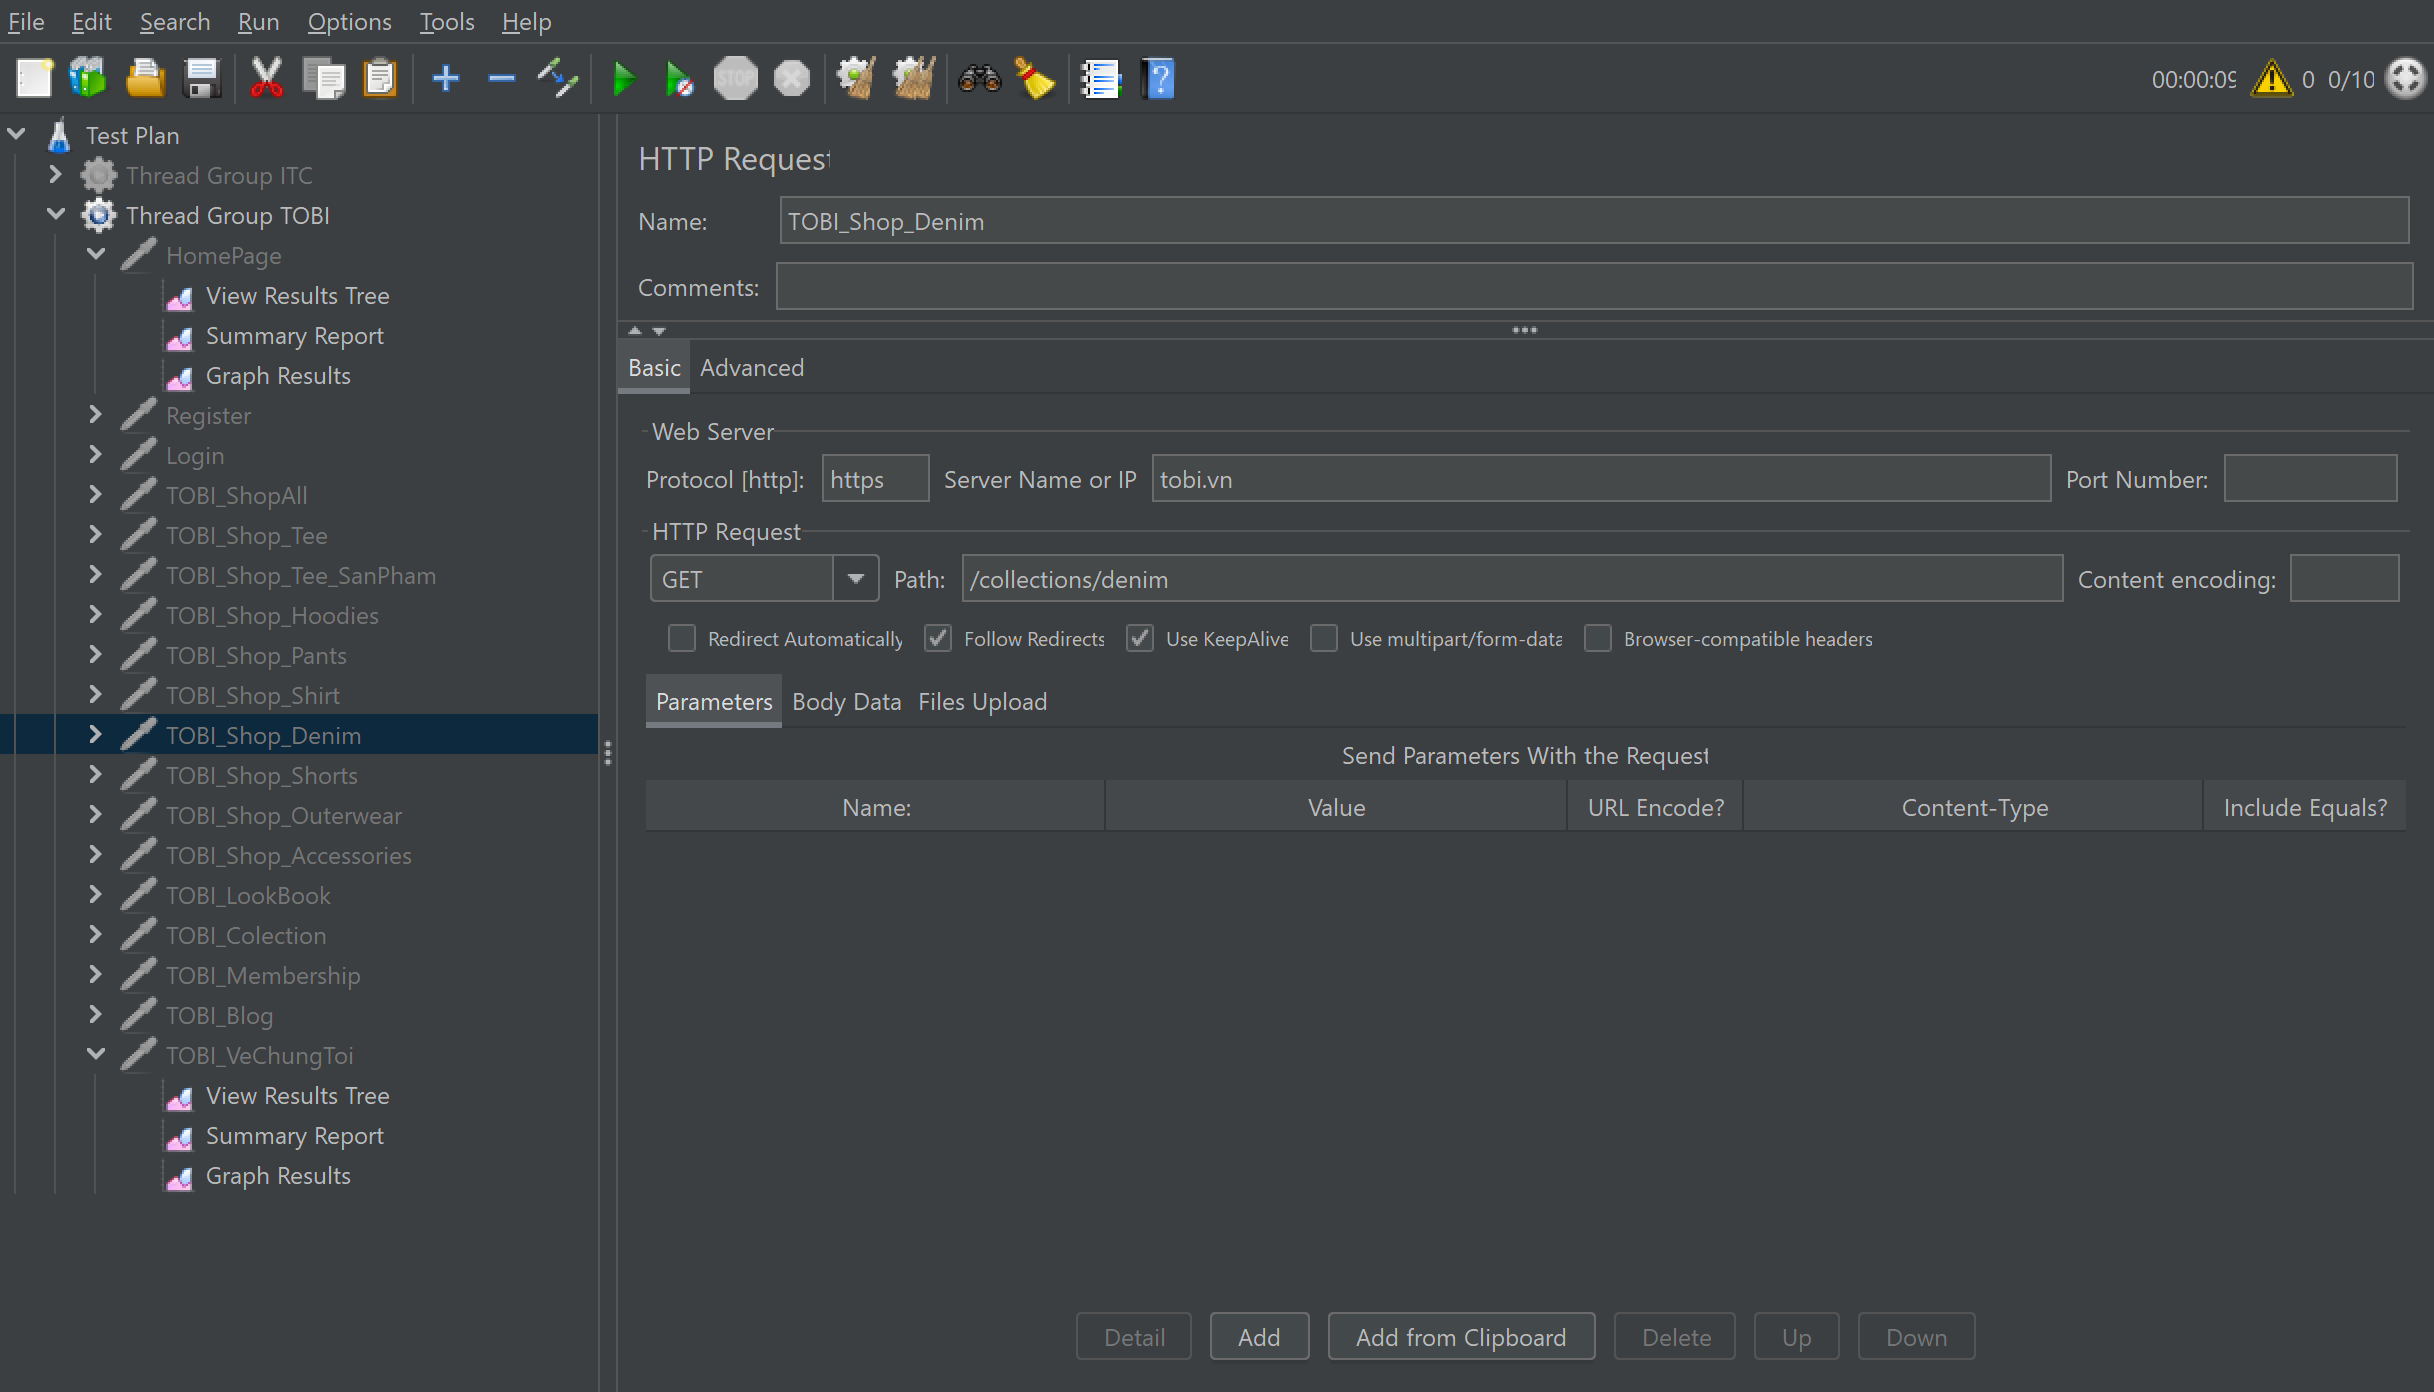 File Edit Search Run Options Tools Help
STOP
00:00:09 0 0/10
Test Plan
Thread Group ITC
Thread Group TOBI
HomePage
View Results Tree
Summary Report
Graph Results
Register
Login
TOBI_ShopAll
TOBI_Shop_Tee
TOBI_Shop_Tee_SanPham
TOBI_Shop_Hoodies
TOBI_Shop_Pants
TOBI_Shop_Shirt
TOBI_Shop_Denim
TOBI_Shop_Shorts
TOBI_Shop_Outerwear
TOBI_Shop_Accessories
TOBI_LookBook
TOBI_Colection
TOBI_Membership
TOBI_Blog
TOBI_VeChungToi
View Results Tree
Summary Report
Graph Results
HTTP Request
Name: TOBI_Shop_Denim
Comments:
Basic Advanced
Web Server
Protocol [http]: https Server Name or IP tobi.vn Port Number:
HTTP Request
GET Path: /collections/denim Content encoding:
Redirect Automatically Follow Redirects Use KeepAlive Use multipart/form-data Browser-compatible headers
Parameters Body Data Files Upload
Send Parameters With the Request
Name: Value URL Encode? Content-Type Include Equals?
Detail Add Add from Clipboard Delete Up Down